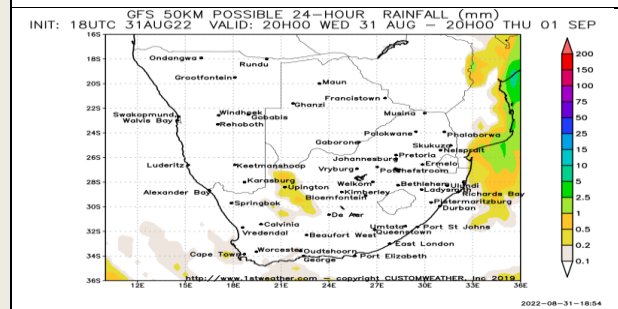 GFS 50KM POSSIBLE 24-HOUR RAINFALL (mm)
INIT: 18UTC 31AUG22 VALID: 20H00 WED 31 AUG – 20H00 THU 01 SEP
16S
18S
20S
22S
24S
26S
28S
30S
32S
34S
36S
Ondangwa
Rundu
Grootfontein
Maun
Francistown
Ghanzi
Musina
Swakopmund
Windhoek
Gobabis
Walvis Bay
Rehoboth
Polokwane
Phalaborwa
Gaborone
Skukuza
Nelspruit
Johannesburg
Pretoria
Luderitz
Keetmanshoop
Vryburg
Potchefstroom
Ermelo
Karasburg
Upington
Welkom
Bethlehem
Ulundi
Alexander Bay
Kimberley
Ladysmith
Richards Bay
Springbok
Bloemfontein
Pietermaritzburg
Durban
De Aar
Calvinia
Vredendal
Beaufort West
Umtata
Queenstown
Port St Johns
East London
Cape Town
Worcester
Oudtshoorn
George
Port Elizabeth
http://www.1stweather.com – copyright CUSTOMWEATHER, Inc 2019
12E 15E 18E 21E 24E 27E 30E 33E 36E
200
150
100
75
50
25
15
10
5
2.5
1
0.5
0.2
0.1
2022-08-31-18:54